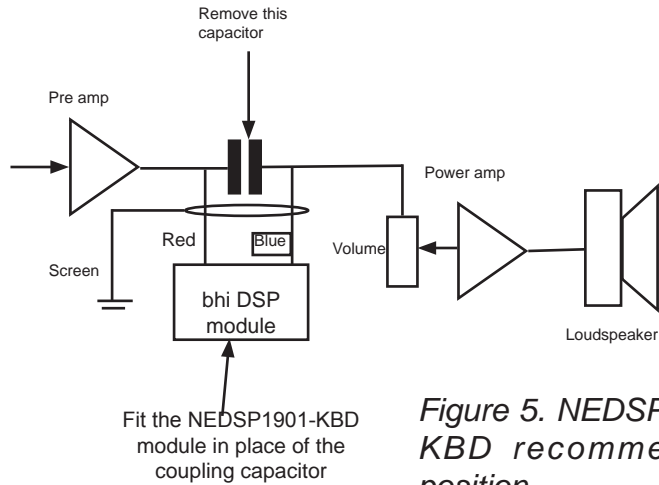 Remove this
capacitor
Pre amp
Power amp
Red
Blue
Volume
Screen
bhi DSP
module
Loudspeaker
Fit the NEDSP1901-KBD
module in place of the
coupling capacitor
Figure 5. NEDSP
KBD recomme
position